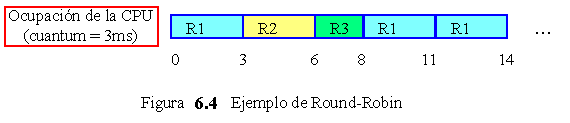 Ocupación de la CPU
(cuantum = 3ms)
R1 R2 R3 R1 R1 ...
0 3 6 8 11 14
Figura 6.4 Ejemplo de Round-Robin